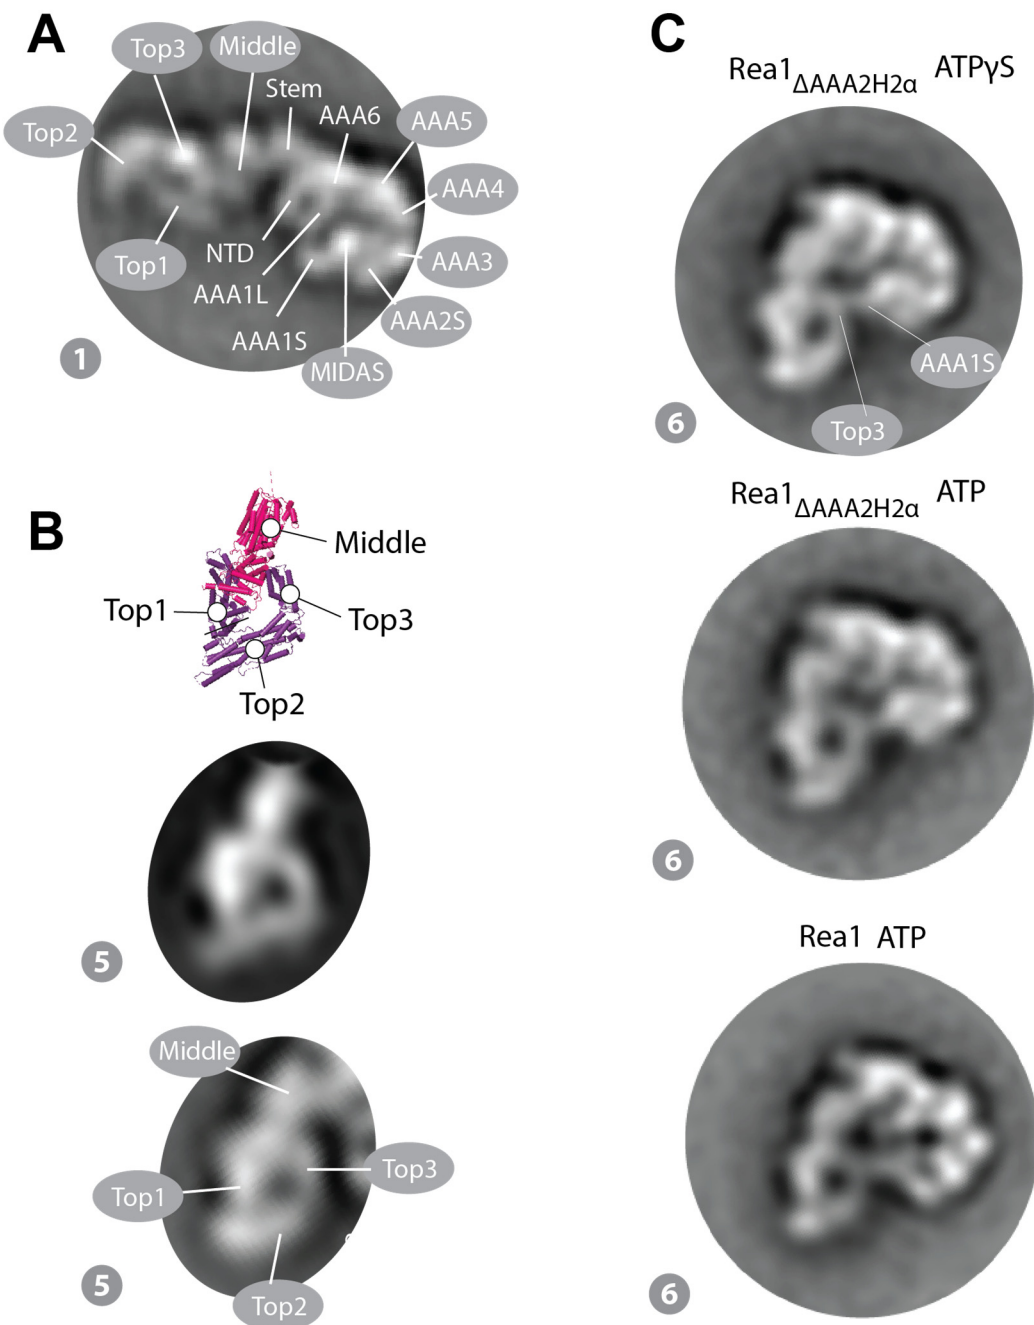 A
Top3
Middle
Stem
AAA6
AAA5
Top2
AAA4
NTD
Top1
AAA3
AAA1L
AAA2S
AAA1S
MIDAS
1
B
Middle
Top1
Top3
Top2
5
Middle
Top3
Top1
5
Top2
C
Rea1ΔAAA2H2α ATPγS
AAA1S
6
Top3
Rea1ΔAAA2H2α ATP
6
Rea1 ATP
6